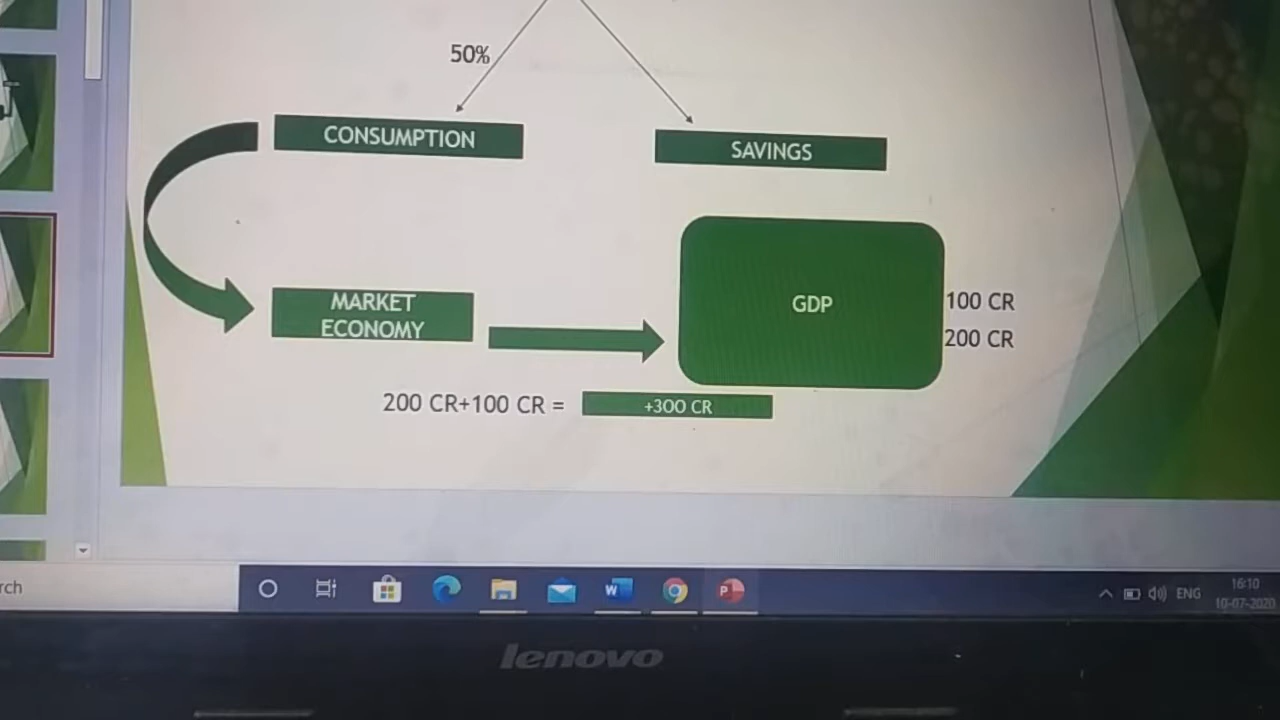 50%
CONSUMPTION
SAVINGS
MARKET
ECONOMY
GDP
100 CR
200 CR
200 CR+100 CR =
+300 CR
rch
ENG
16:10
10-07-2020
lenovo